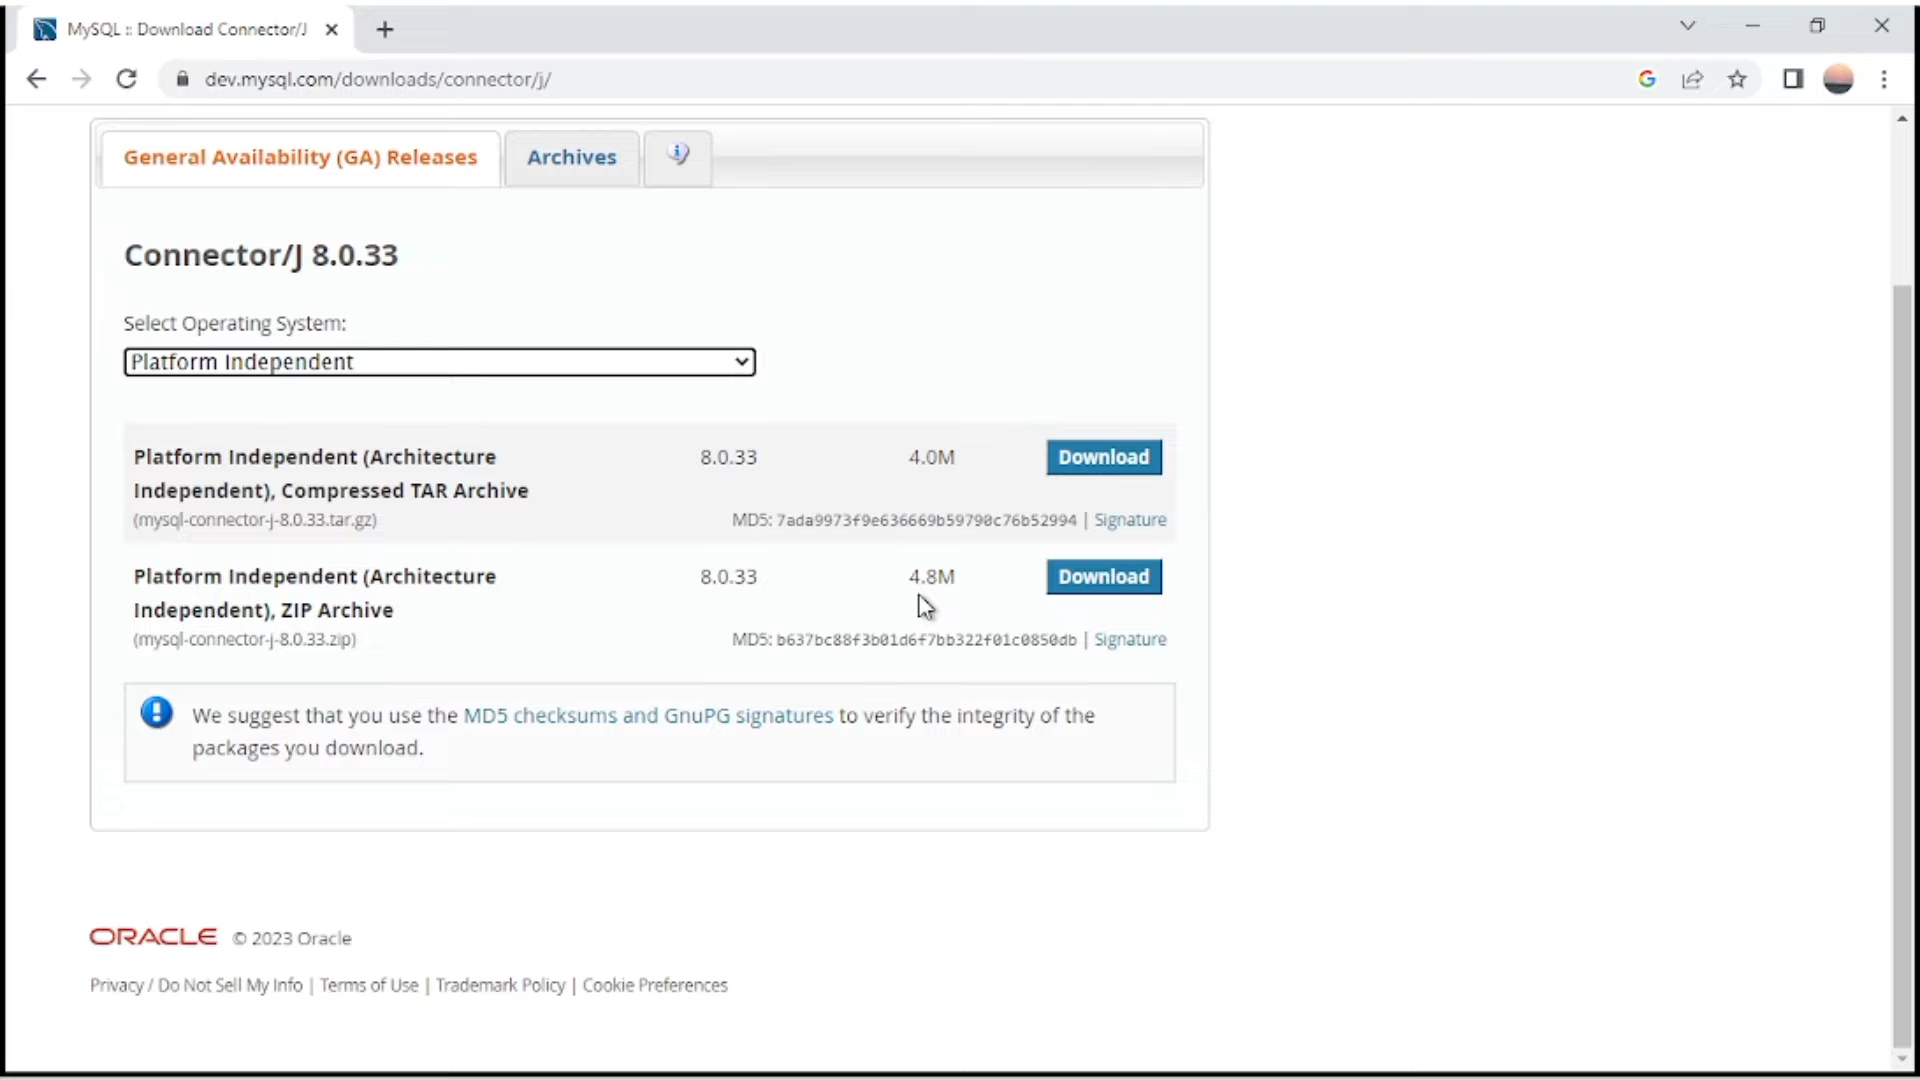 MySQL :: Download Connector/J
dev.mysql.com/downloads/connector/j/
General Availability (GA) Releases
Archives
Connector/J 8.0.33
Select Operating System:
Platform Independent
Platform Independent (Architecture
Independent), Compressed TAR Archive
8.0.33
4.0M
Download
(mysql-connector-j-8.0.33.tar.gz)
MD5: 7ada9973f9e636669b59790c76b52994 | Signature
Platform Independent (Architecture
Independent), ZIP Archive
8.0.33
4.8M
Download
(mysql-connector-j-8.0.33.zip)
MD5: b637bc88f3b01d6f7bb322f01c0850db | Signature
We suggest that you use the MD5 checksums and GnuPG signatures to verify the integrity of the
packages you download.
ORACLE © 2023 Oracle
Privacy / Do Not Sell My Info | Terms of Use | Trademark Policy | Cookie Preferences